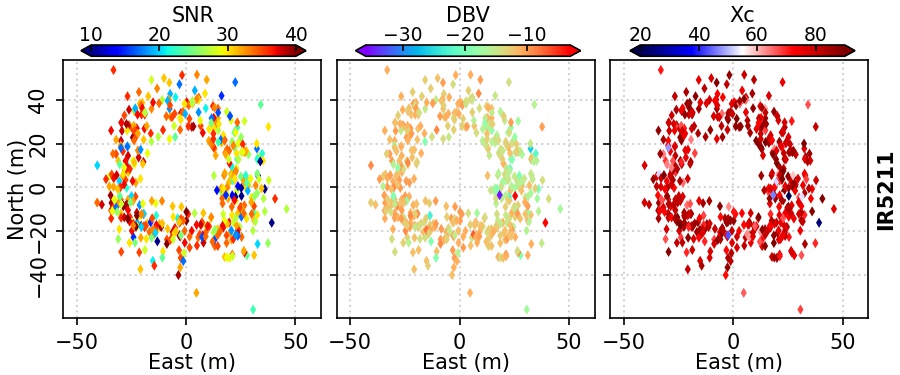 SNR DBV Xc
10 20 30 40 −30 −20 −10 20 40 60 80
40
20
0
−20
−40
North (m)
IR5211
−50 0 50 −50 0 50 −50 0 50
East (m) East (m) East (m)